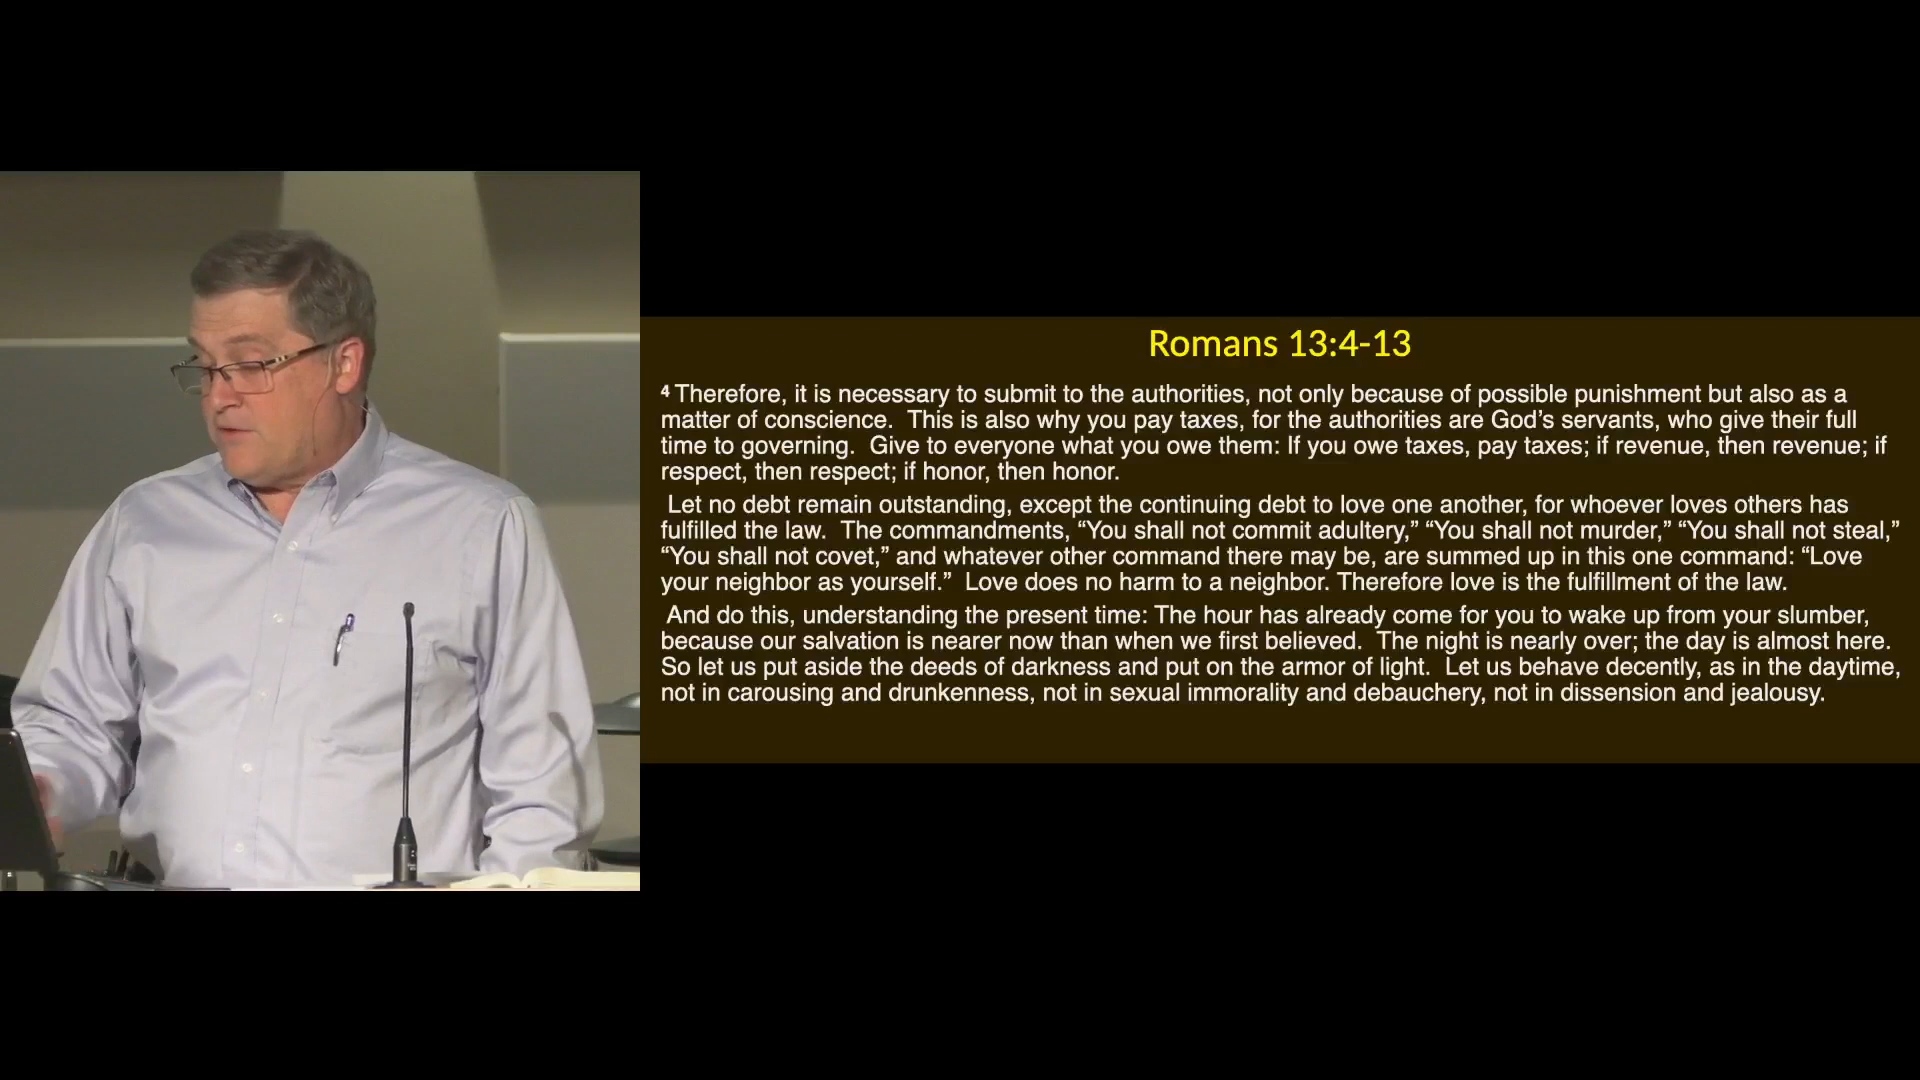 Romans 13:4-13
4 Therefore, it is necessary to submit to the authorities, not only because of possible punishment but also as a
matter of conscience.  This is also why you pay taxes, for the authorities are God’s servants, who give their full
time to governing.  Give to everyone what you owe them: If you owe taxes, pay taxes; if revenue, then revenue; if
respect, then respect; if honor, then honor.
Let no debt remain outstanding, except the continuing debt to love one another, for whoever loves others has
fulfilled the law.  The commandments, “You shall not commit adultery,” “You shall not murder,” “You shall not steal,”
“You shall not covet,” and whatever other command there may be, are summed up in this one command: “Love
your neighbor as yourself.”  Love does no harm to a neighbor. Therefore love is the fulfillment of the law.
And do this, understanding the present time: The hour has already come for you to wake up from your slumber,
because our salvation is nearer now than when we first believed.  The night is nearly over; the day is almost here.
So let us put aside the deeds of darkness and put on the armor of light.  Let us behave decently, as in the daytime,
not in carousing and drunkenness, not in sexual immorality and debauchery, not in dissension and jealousy.